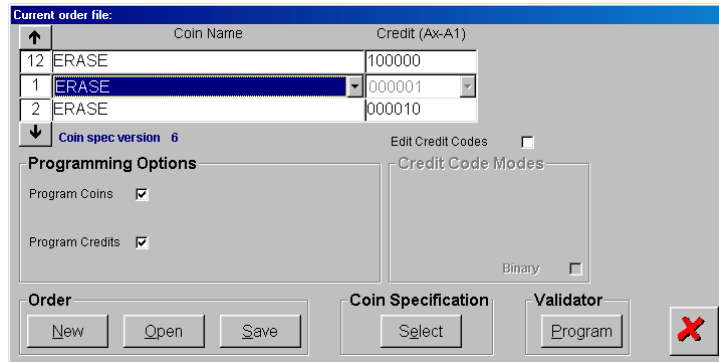 Current order file:
Coin Name Credit (Ax-A1)
12 ERASE 100000
1 ERASE 000001
2 ERASE 000010
Coin spec version 6
Edit Credit Codes
Programming Options
Credit Code Modes
Program Coins
Program Credits
Binary
Order
Coin Specification
Validator
New Open Save Select Program